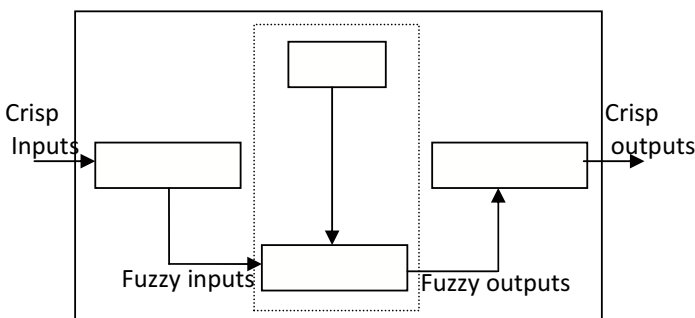 Crisp
Inputs
Crisp
outputs
Fuzzy inputs
Fuzzy outputs